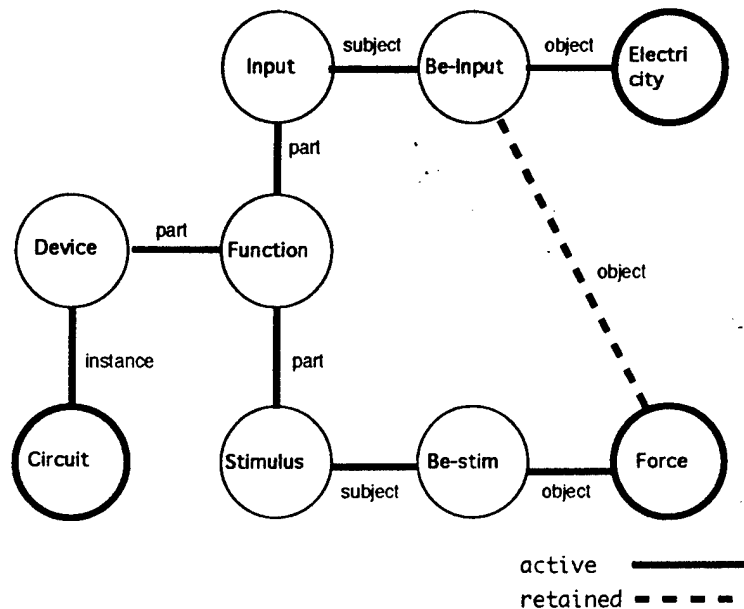 Input
subject
Be-Input
object
Electri
city
part
Device
part
Function
object
instance
part
Circuit
Stimulus
subject
Be-stim
object
Force
active
retained